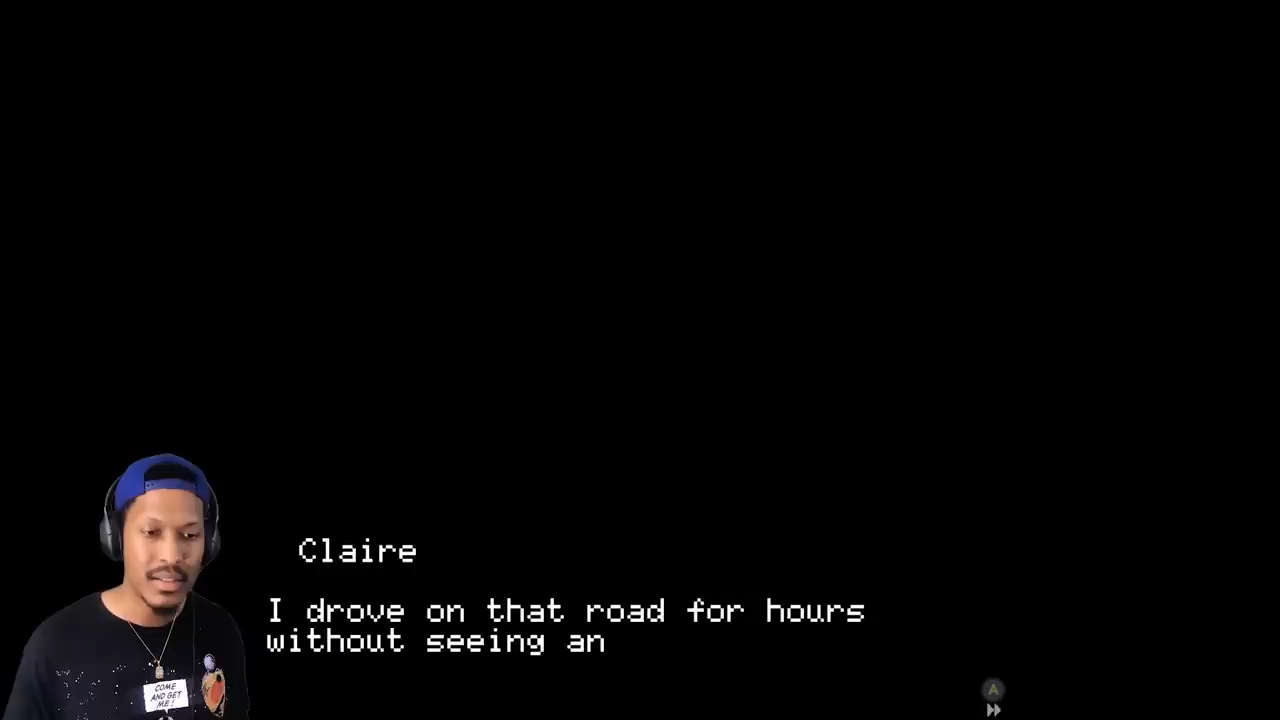 Claire
I drove on that road for hours
without seeing an
COME
AND GET
ME!
A